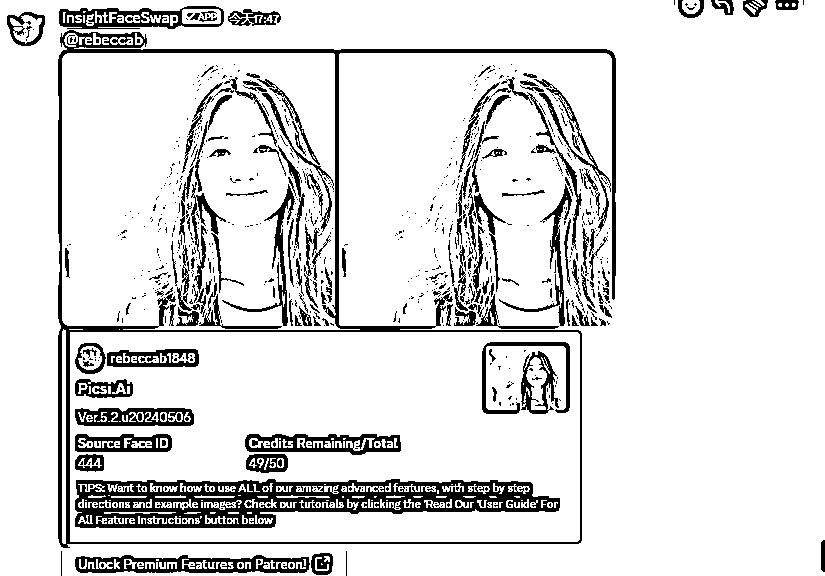 InsightFaceSwap ✓ APP 今天17:47
@rebeccab
rebeccab1848
Picsi.Ai
Ver.5.2.u20240506
Source Face ID Credits Remaining/Total
444 49/50
TIPS: Want to know how to use ALL of our amazing advanced features, with step by step
directions and example images? Check our tutorials by clicking the 'Read Our 'User Guide' For
All Feature Instructions' button below
Unlock Premium Features on Patreon!